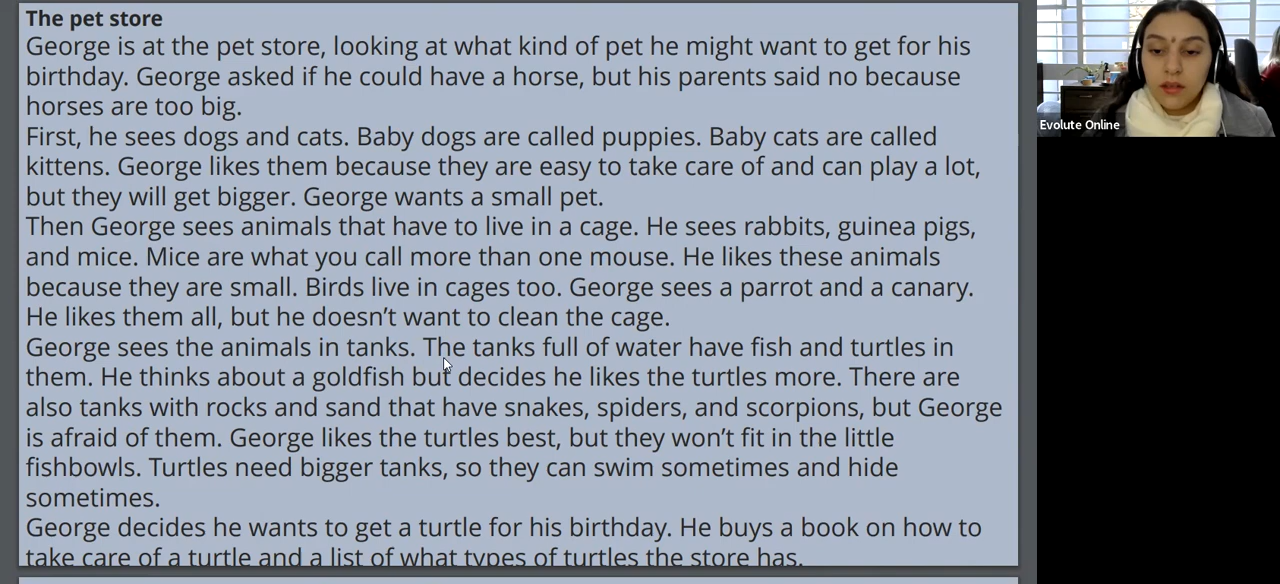 The pet store
George is at the pet store, looking at what kind of pet he might want to get for his
birthday. George asked if he could have a horse, but his parents said no because
horses are too big.
First, he sees dogs and cats. Baby dogs are called puppies. Baby cats are called
kittens. George likes them because they are easy to take care of and can play a lot,
but they will get bigger. George wants a small pet.
Then George sees animals that have to live in a cage. He sees rabbits, guinea pigs,
and mice. Mice are what you call more than one mouse. He likes these animals
because they are small. Birds live in cages too. George sees a parrot and a canary.
He likes them all, but he doesn’t want to clean the cage.
George sees the animals in tanks. The tanks full of water have fish and turtles in
them. He thinks about a goldfish but decides he likes the turtles more. There are
also tanks with rocks and sand that have snakes, spiders, and scorpions, but George
is afraid of them. George likes the turtles best, but they won’t fit in the little
fishbowls. Turtles need bigger tanks, so they can swim sometimes and hide
sometimes.
George decides he wants to get a turtle for his birthday. He buys a book on how to
take care of a turtle and a list of what types of turtles the store has.
Evolute Online